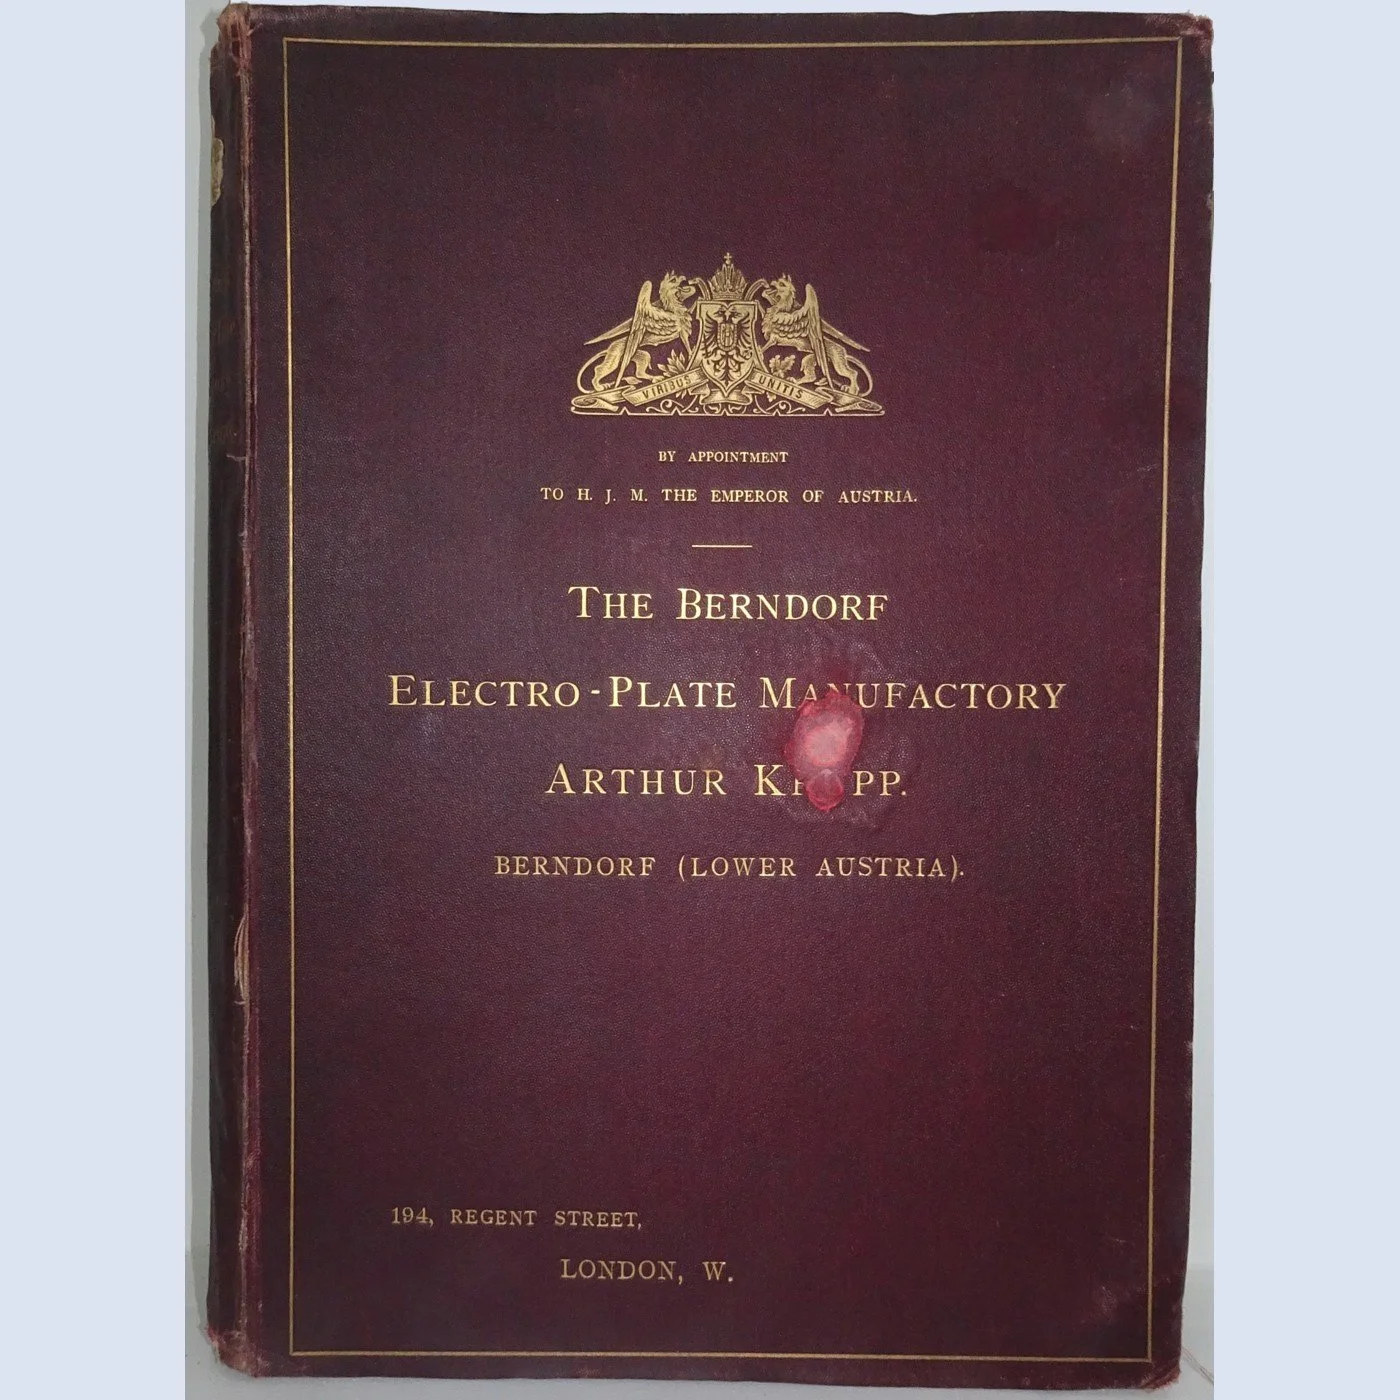 VIRIBUS UNITIS
BY APPOINTMENT
TO H. J. M. THE EMPEROR OF AUSTRIA.
THE BERNDORF
ELECTRO-PLATE MANUFACTORY
ARTHUR KRUPP.
BERNDORF (LOWER AUSTRIA).
194, REGENT STREET,
LONDON, W.